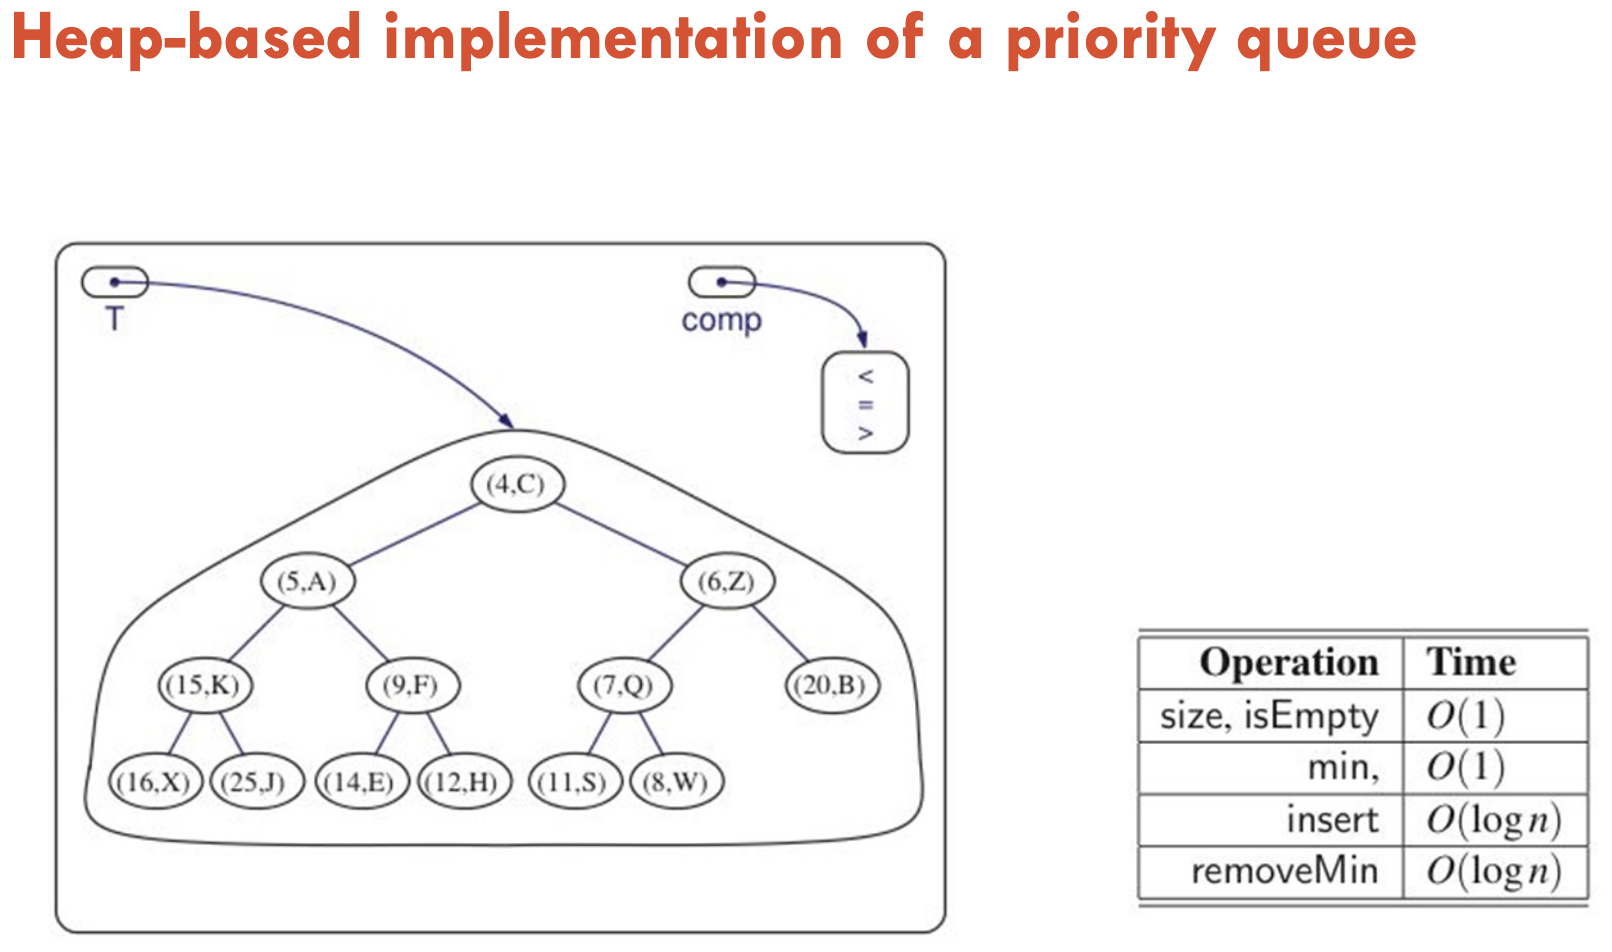 Heap-based implementation of a priority queue
T
comp
<
=
>
(4,C)
(5,A)
(6,Z)
(15,K)
(9,F)
(7,Q)
(20,B)
(16,X)
(25,J)
(14,E)
(12,H)
(11,S)
(8,W)
Operation Time
size, isEmpty O(1)
min, O(1)
insert O(log n)
removeMin O(log n)